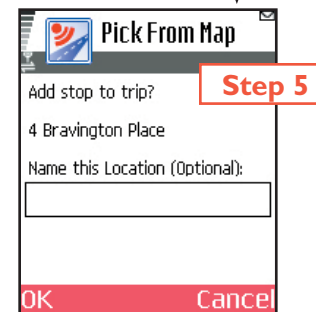 Pick From Map
Step 5
Add stop to trip?
4 Bravington Place
Name this Location (Optional):
OK Cancel